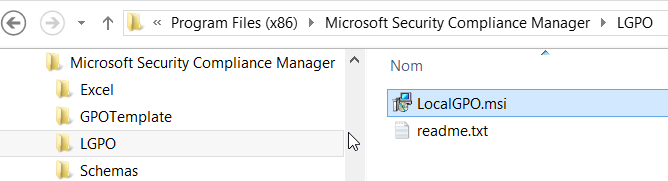 « Program Files (x86) ▸ Microsoft Security Compliance Manager ▸ LGPO
Microsoft Security Compliance Manager
Excel
GPOTemplate
LGPO
Schemas
Nom
LocalGPO.msi
readme.txt